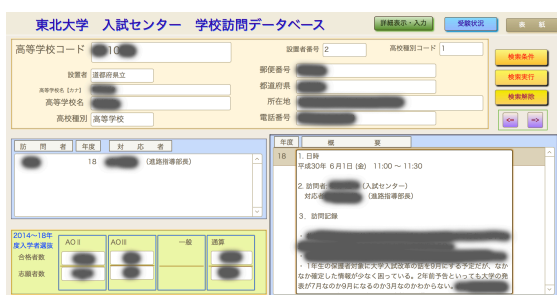 東北大学 入試センター 学校訪問データベース
詳細表示・入力 受験状況
高等学校コード 10
設置者番号 2 高校種別コード 1
検索条件
設置者 道府県立
郵便番号
高等学校名【カナ】
都道府県
検索実行
高等学校名
所在地
検索解除
高校種別 高等学校
電話番号
<= =>
訪問者 年度 対応者
18 (進路指導部長)
年度 概要
18
1. 日時
平成30年 6月1日 (金) 11:00 ~ 11:30
2. 訪問者 (入試センター)
対応 (進路指導部長)
3. 訪問記録
・1年生の保護者対象に大学入試改革の話を9月にする予定だが、なか
なか確定した情報が少なく困っている。2年前予告といっても大学の発
表が7月なのか9月になるのか3月なのかわからない。
2014~18年
度入学者選抜
AO II AO III 一般 通算
合格者数
志願者数